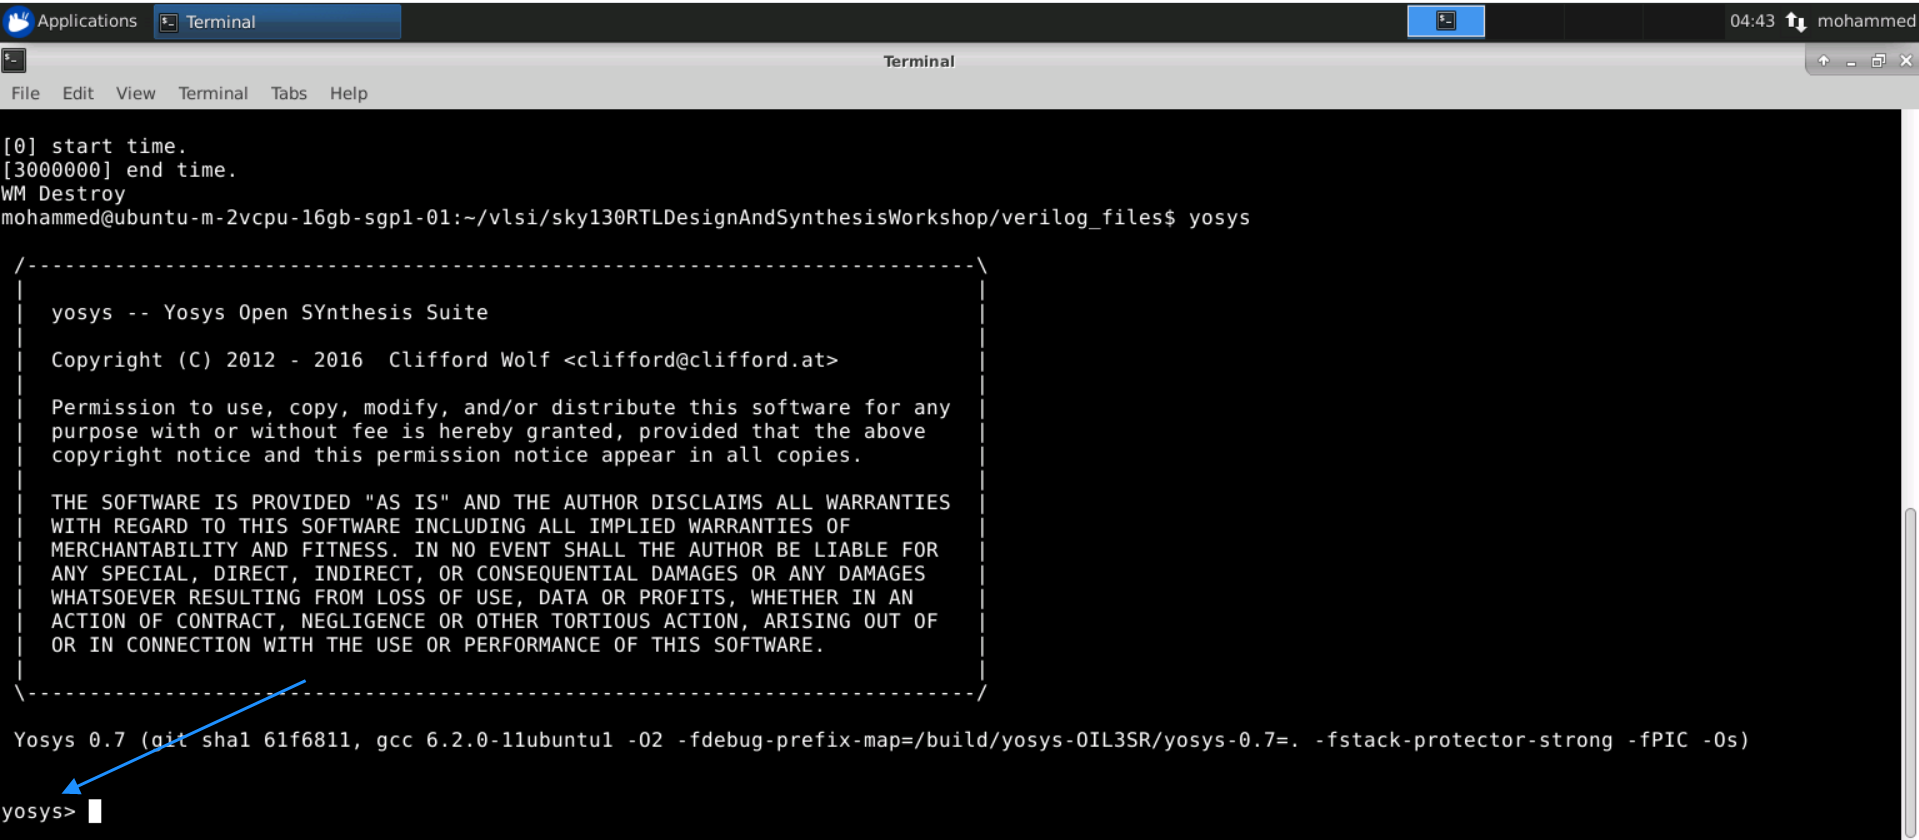 Applications Terminal 04:43 mohammed
Terminal
File Edit View Terminal Tabs Help
[0] start time.
[3000000] end time.
WM Destroy
mohammed@ubuntu-m-2vcpu-16gb-sgp1-01:~/vlsi/sky130RTLDesignAndSynthesisWorkshop/verilog_files$ yosys
/----------------------------------------------------------------------------\
|                                                                            |
|  yosys -- Yosys Open SYnthesis Suite                                       |
|                                                                            |
|  Copyright (C) 2012 - 2016  Clifford Wolf <clifford@clifford.at>           |
|                                                                            |
|  Permission to use, copy, modify, and/or distribute this software for any  |
|  purpose with or without fee is hereby granted, provided that the above    |
|  copyright notice and this permission notice appear in all copies.         |
|                                                                            |
|  THE SOFTWARE IS PROVIDED "AS IS" AND THE AUTHOR DISCLAIMS ALL WARRANTIES  |
|  WITH REGARD TO THIS SOFTWARE INCLUDING ALL IMPLIED WARRANTIES OF          |
|  MERCHANTABILITY AND FITNESS. IN NO EVENT SHALL THE AUTHOR BE LIABLE FOR   |
|  ANY SPECIAL, DIRECT, INDIRECT, OR CONSEQUENTIAL DAMAGES OR ANY DAMAGES    |
|  WHATSOEVER RESULTING FROM LOSS OF USE, DATA OR PROFITS, WHETHER IN AN     |
|  ACTION OF CONTRACT, NEGLIGENCE OR OTHER TORTIOUS ACTION, ARISING OUT OF   |
|  OR IN CONNECTION WITH THE USE OR PERFORMANCE OF THIS SOFTWARE.            |
|                                                                            |
\----------------------------------------------------------------------------/
Yosys 0.7 (git sha1 61f6811, gcc 6.2.0-11ubuntu1 -O2 -fdebug-prefix-map=/build/yosys-OIL3SR/yosys-0.7=. -fstack-protector-strong -fPIC -Os)
yosys>